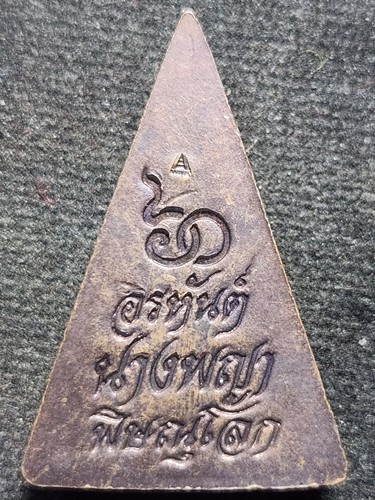 A
อรหันต์
นางพญา
พิษณุโลก